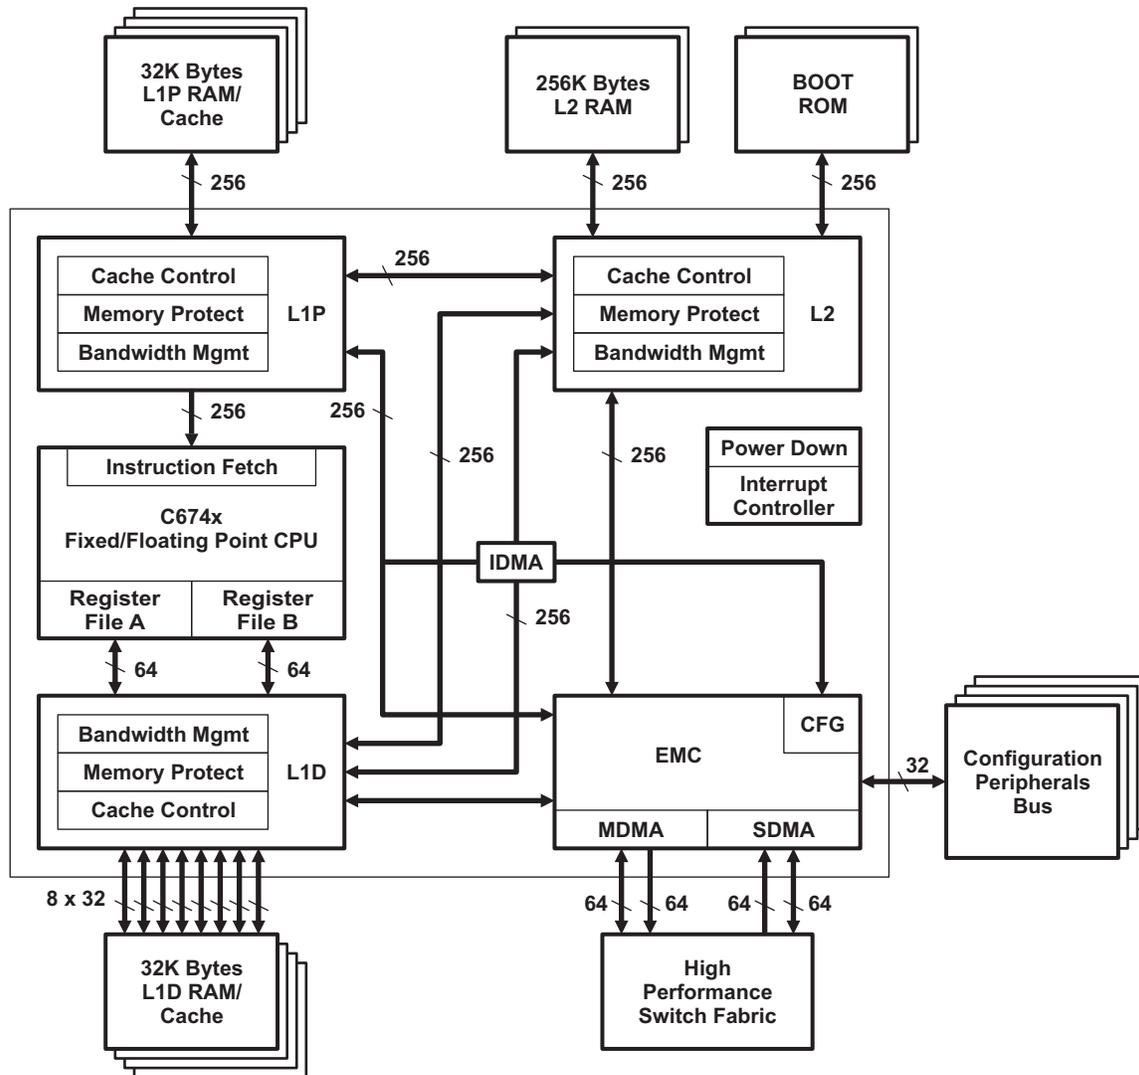 32K Bytes
L1P RAM/
Cache
256K Bytes
L2 RAM
BOOT
ROM
256
256
256
Cache Control
Memory Protect
Bandwidth Mgmt
L1P
256
Cache Control
Memory Protect
Bandwidth Mgmt
L2
256
256
256
256
Power Down
Interrupt
Controller
Instruction Fetch
C674x
Fixed/Floating Point CPU
Register
File A
Register
File B
IDMA
256
64
64
Bandwidth Mgmt
Memory Protect
Cache Control
L1D
EMC
CFG
MDMA
SDMA
32
Configuration
Peripherals
Bus
8 x 32
64
64
64
64
32K Bytes
L1D RAM/
Cache
High
Performance
Switch Fabric